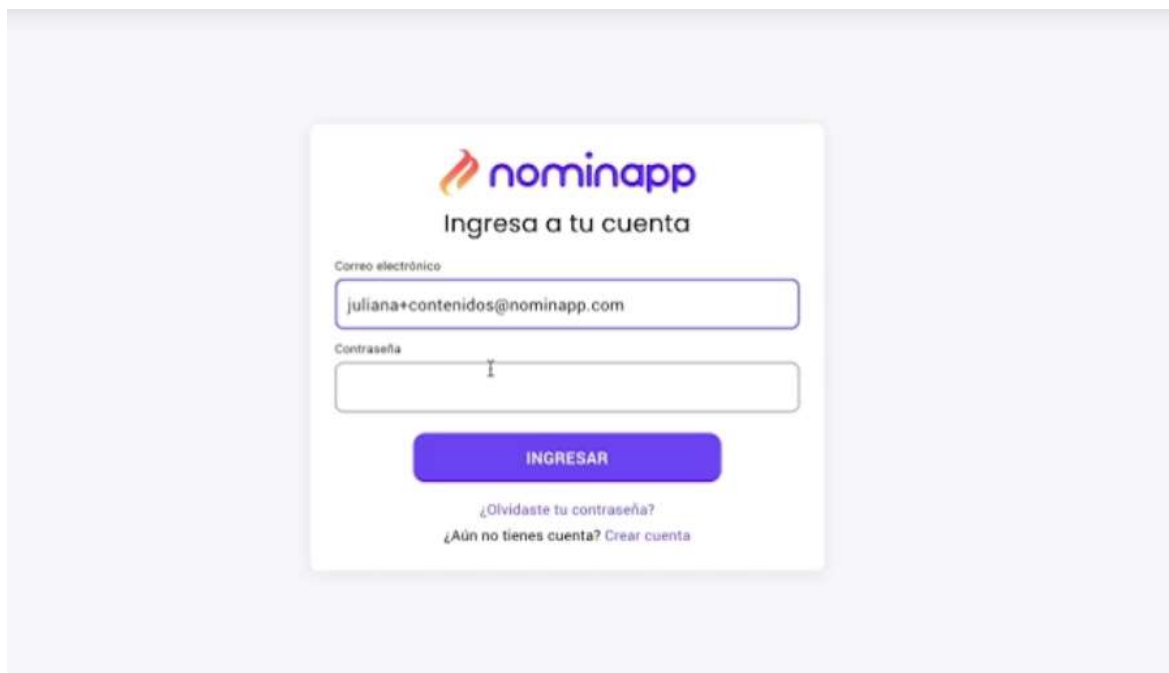 nominapp
Ingresa a tu cuenta
Correo electrónico
juliana+contenidos@nominapp.com
Contraseña
INGRESAR
¿Olvidaste tu contraseña?
¿Aún no tienes cuenta? Crear cuenta